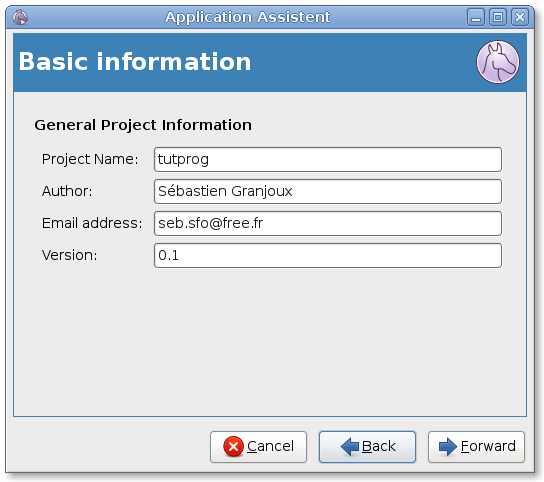 Application Assistent
Basic information
General Project Information
Project Name: tutprog
Author: Sébastien Granjoux
Email address: seb.sfo@free.fr
Version: 0.1
Cancel Back Forward